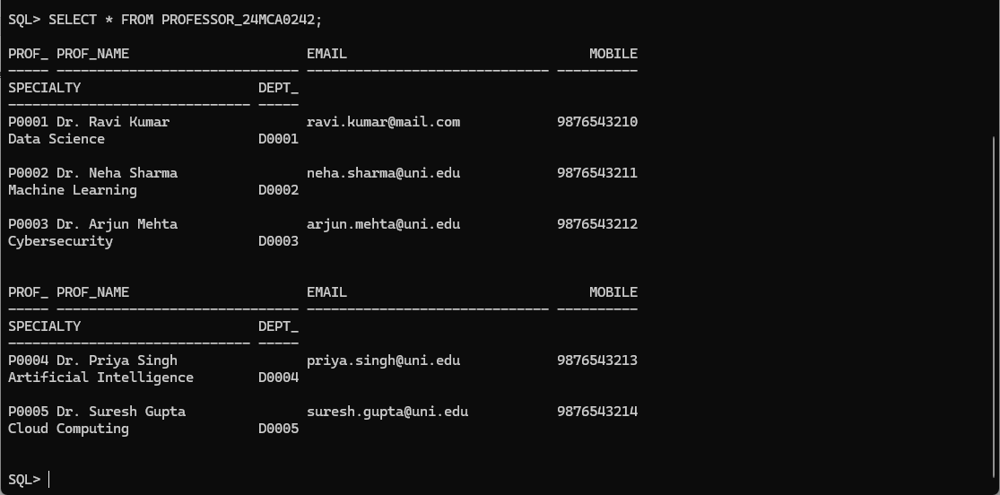 SQL> SELECT * FROM PROFESSOR_24MCA0242;
PROF_ PROF_NAME                      EMAIL                              MOBILE
----- ------------------------------ ------------------------------ ----------
SPECIALTY                      DEPT_
------------------------------ -----
P0001 Dr. Ravi Kumar                 ravi.kumar@mail.com            9876543210
Data Science                   D0001
P0002 Dr. Neha Sharma                neha.sharma@uni.edu            9876543211
Machine Learning               D0002
P0003 Dr. Arjun Mehta                arjun.mehta@uni.edu            9876543212
Cybersecurity                  D0003
PROF_ PROF_NAME                      EMAIL                              MOBILE
----- ------------------------------ ------------------------------ ----------
SPECIALTY                      DEPT_
------------------------------ -----
P0004 Dr. Priya Singh                priya.singh@uni.edu            9876543213
Artificial Intelligence        D0004
P0005 Dr. Suresh Gupta               suresh.gupta@uni.edu           9876543214
Cloud Computing                D0005
SQL>